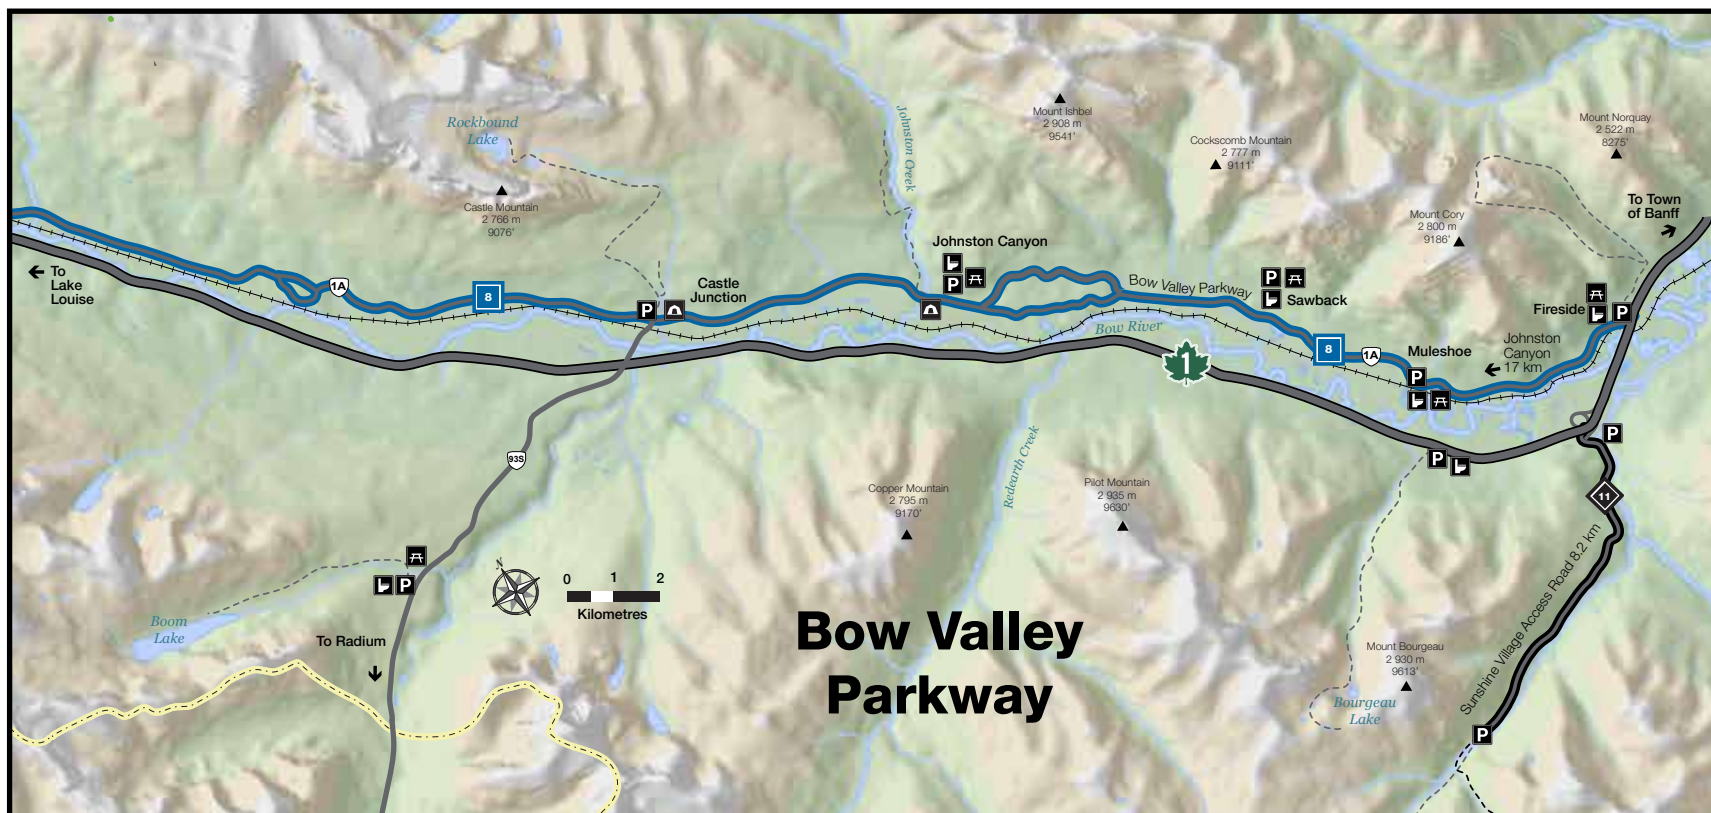 Rockbound
Lake
Castle Mountain
2 766 m
9076'
Johnston Creek
Mount Ishbel
2 908 m
9541'
Cockscomb Mountain
2 777 m
9111'
Mount Norquay
2 522 m
8275'
Mount Cory
2 800 m
9186'
To Town
of Banff
To
Lake
Louise
1A
8
P
Castle
Junction
Johnston Canyon
P
Bow Valley Parkway
P
Sawback
Fireside
P
Bow River
1
8
1A
Muleshoe
P
Johnston
Canyon
17 km
93S
Redearth Creek
Copper Mountain
2 795 m
9170'
Pilot Mountain
2 935 m
9630'
P
P
11
Sunshine Village Access Road 8.2 km
P
Boom
Lake
To Radium
N
0 1 2
Kilometres
Bow Valley
Parkway
Mount Bourgeau
2 930 m
9613'
Bourgeau
Lake
P